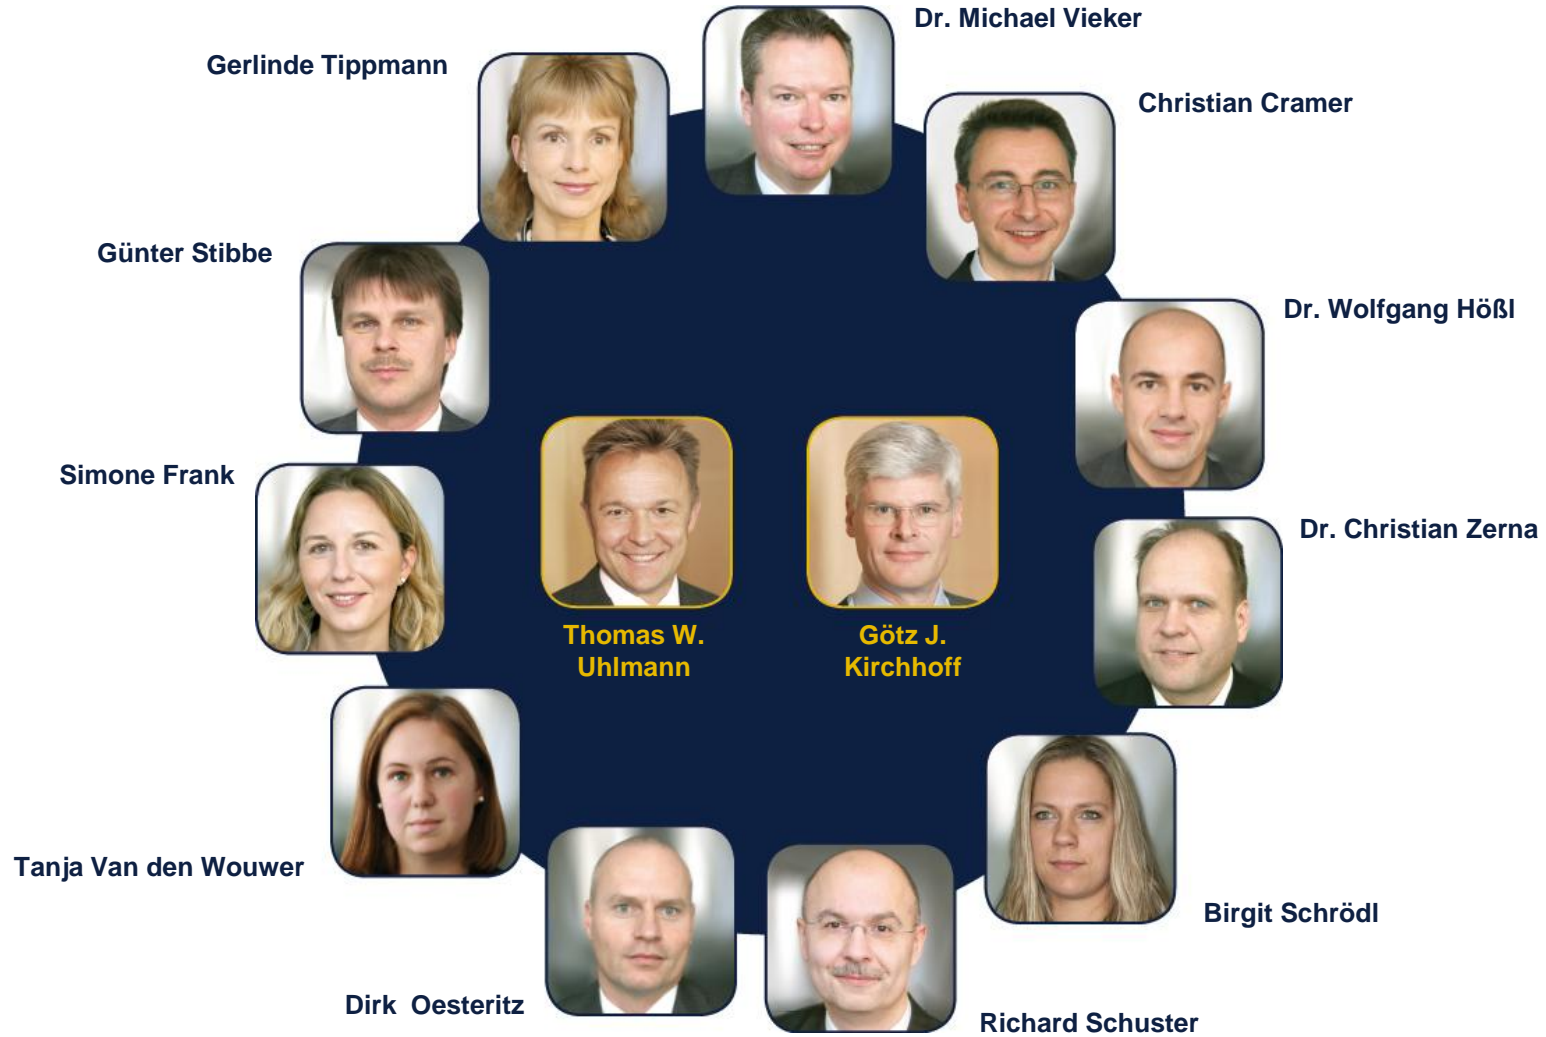 Dr. Michael Vieker
Gerlinde Tippmann
Christian Cramer
Günter Stibbe
Dr. Wolfgang Hößl
Simone Frank
Dr. Christian Zerna
Thomas W.
Uhlmann
Götz J.
Kirchhoff
Tanja Van den Wouwer
Birgit Schrödl
Dirk  Oesteritz
Richard Schuster